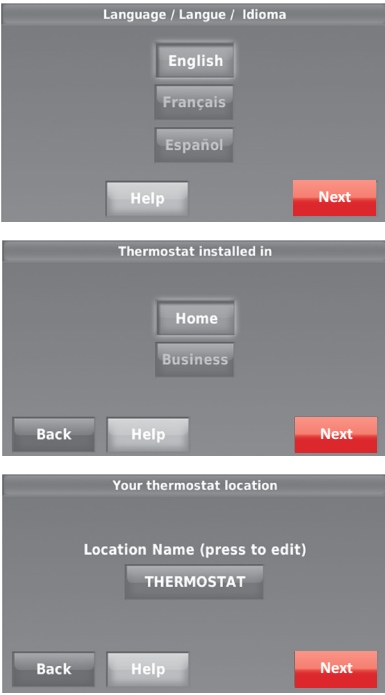 Language / Langue / Idioma
English
Français
Español
Help Next
Thermostat installed in
Home
Business
Back Help Next
Your thermostat location
Location Name (press to edit)
THERMOSTAT
Back Help Next